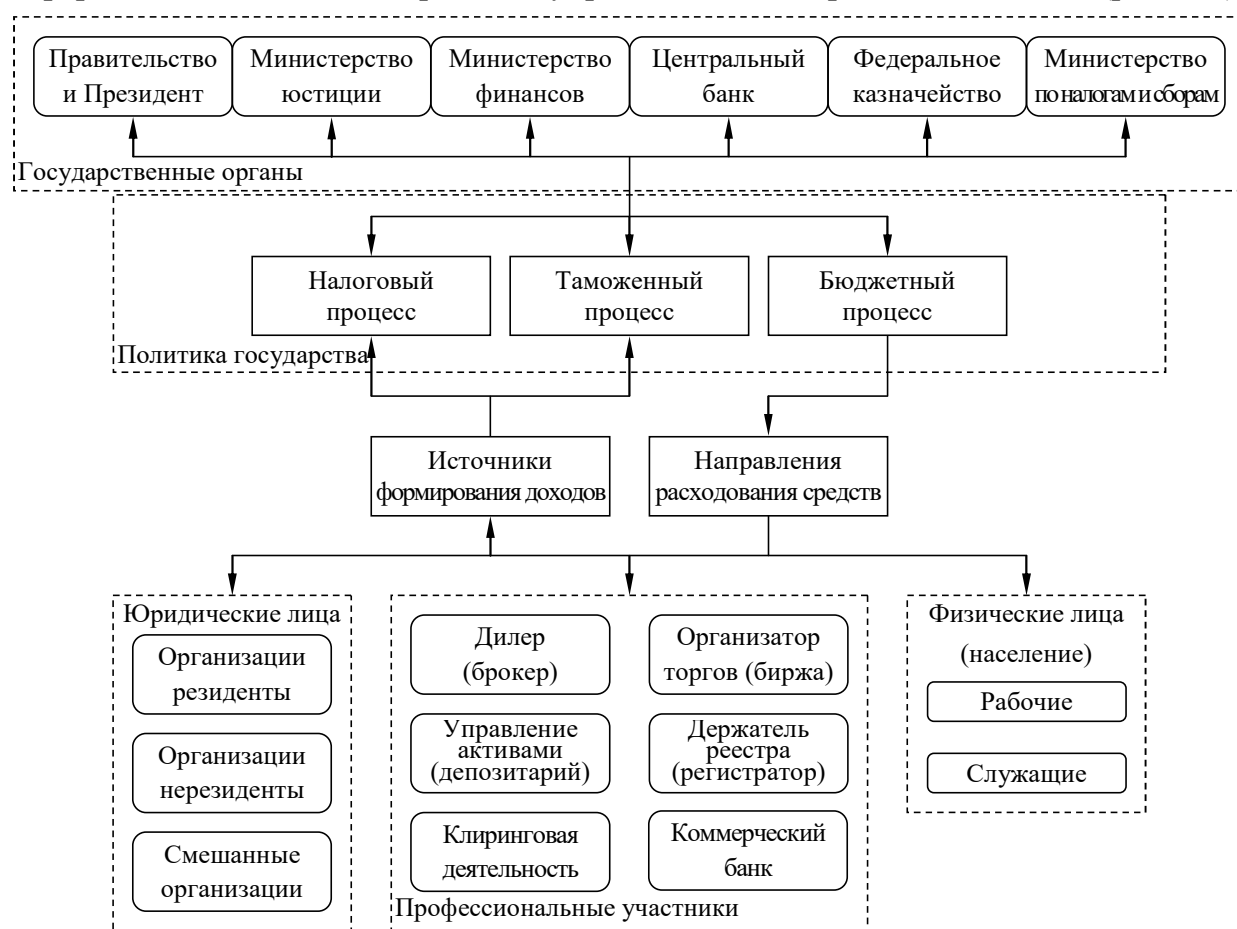 Правительство
и Президент
Министерство
юстиции
Министерство
финансов
Центральный
банк
Федеральное
казначейство
Министерство
по налогам и сборам
Государственные органы
Налоговый
процесс
Таможенный
процесс
Бюджетный
процесс
Политика государства
Источники
формирования доходов
Направления
расходования средств
Юридические лица
Организации
резиденты
Организации
нерезиденты
Смешанные
организации
Дилер
(брокер)
Организатор
торгов (биржа)
Управление
активами
(депозитарий)
Держатель
реестра
(регистратор)
Клиринговая
деятельность
Коммерческий
банк
Профессиональные участники
Физические лица
(население)
Рабочие
Служащие